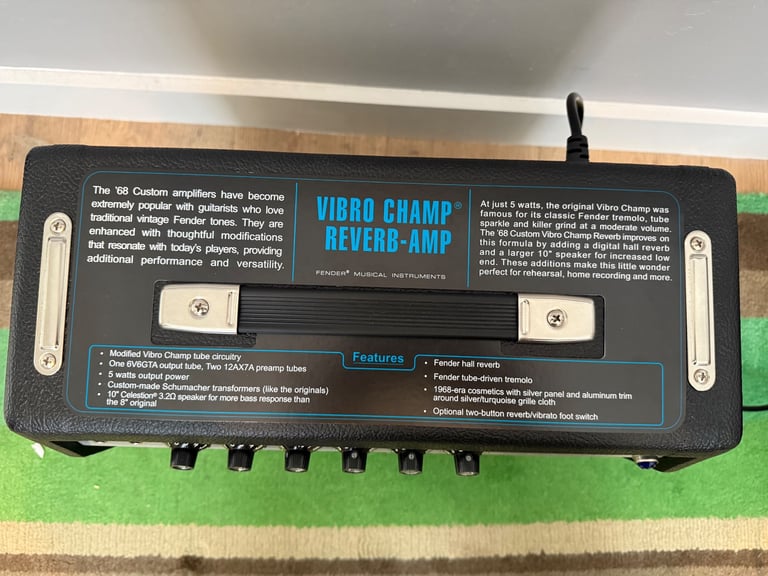 The '68 Custom amplifiers have become
extremely popular with guitarists who love
traditional vintage Fender tones. They are
enhanced with thoughtful modifications
that resonate with today's players, providing
additional performance and versatility.
VIBRO CHAMP®
REVERB-AMP
FENDER® MUSICAL INSTRUMENTS
At just 5 watts, the original Vibro Champ was
famous for its classic Fender tremolo, tube
sparkle and killer grind at a moderate volume.
The '68 Custom Vibro Champ Reverb improves on
this formula by adding a digital hall reverb
and a larger 10" speaker for increased low
end. These additions make this little wonder
perfect for rehearsal, home recording and more.
Features
• Modified Vibro Champ tube circuitry
• One 6V6GTA output tube, Two 12AX7A preamp tubes
• 5 watts output power
• Custom-made Schumacher transformers (like the originals)
• 10" Celestion® 3.2Ω speaker for more bass response than
the 8" original
• Fender hall reverb
• Fender tube-driven tremolo
• 1968-era cosmetics with silver panel and aluminum trim
around silver/turquoise grille cloth
• Optional two-button reverb/vibrato foot switch